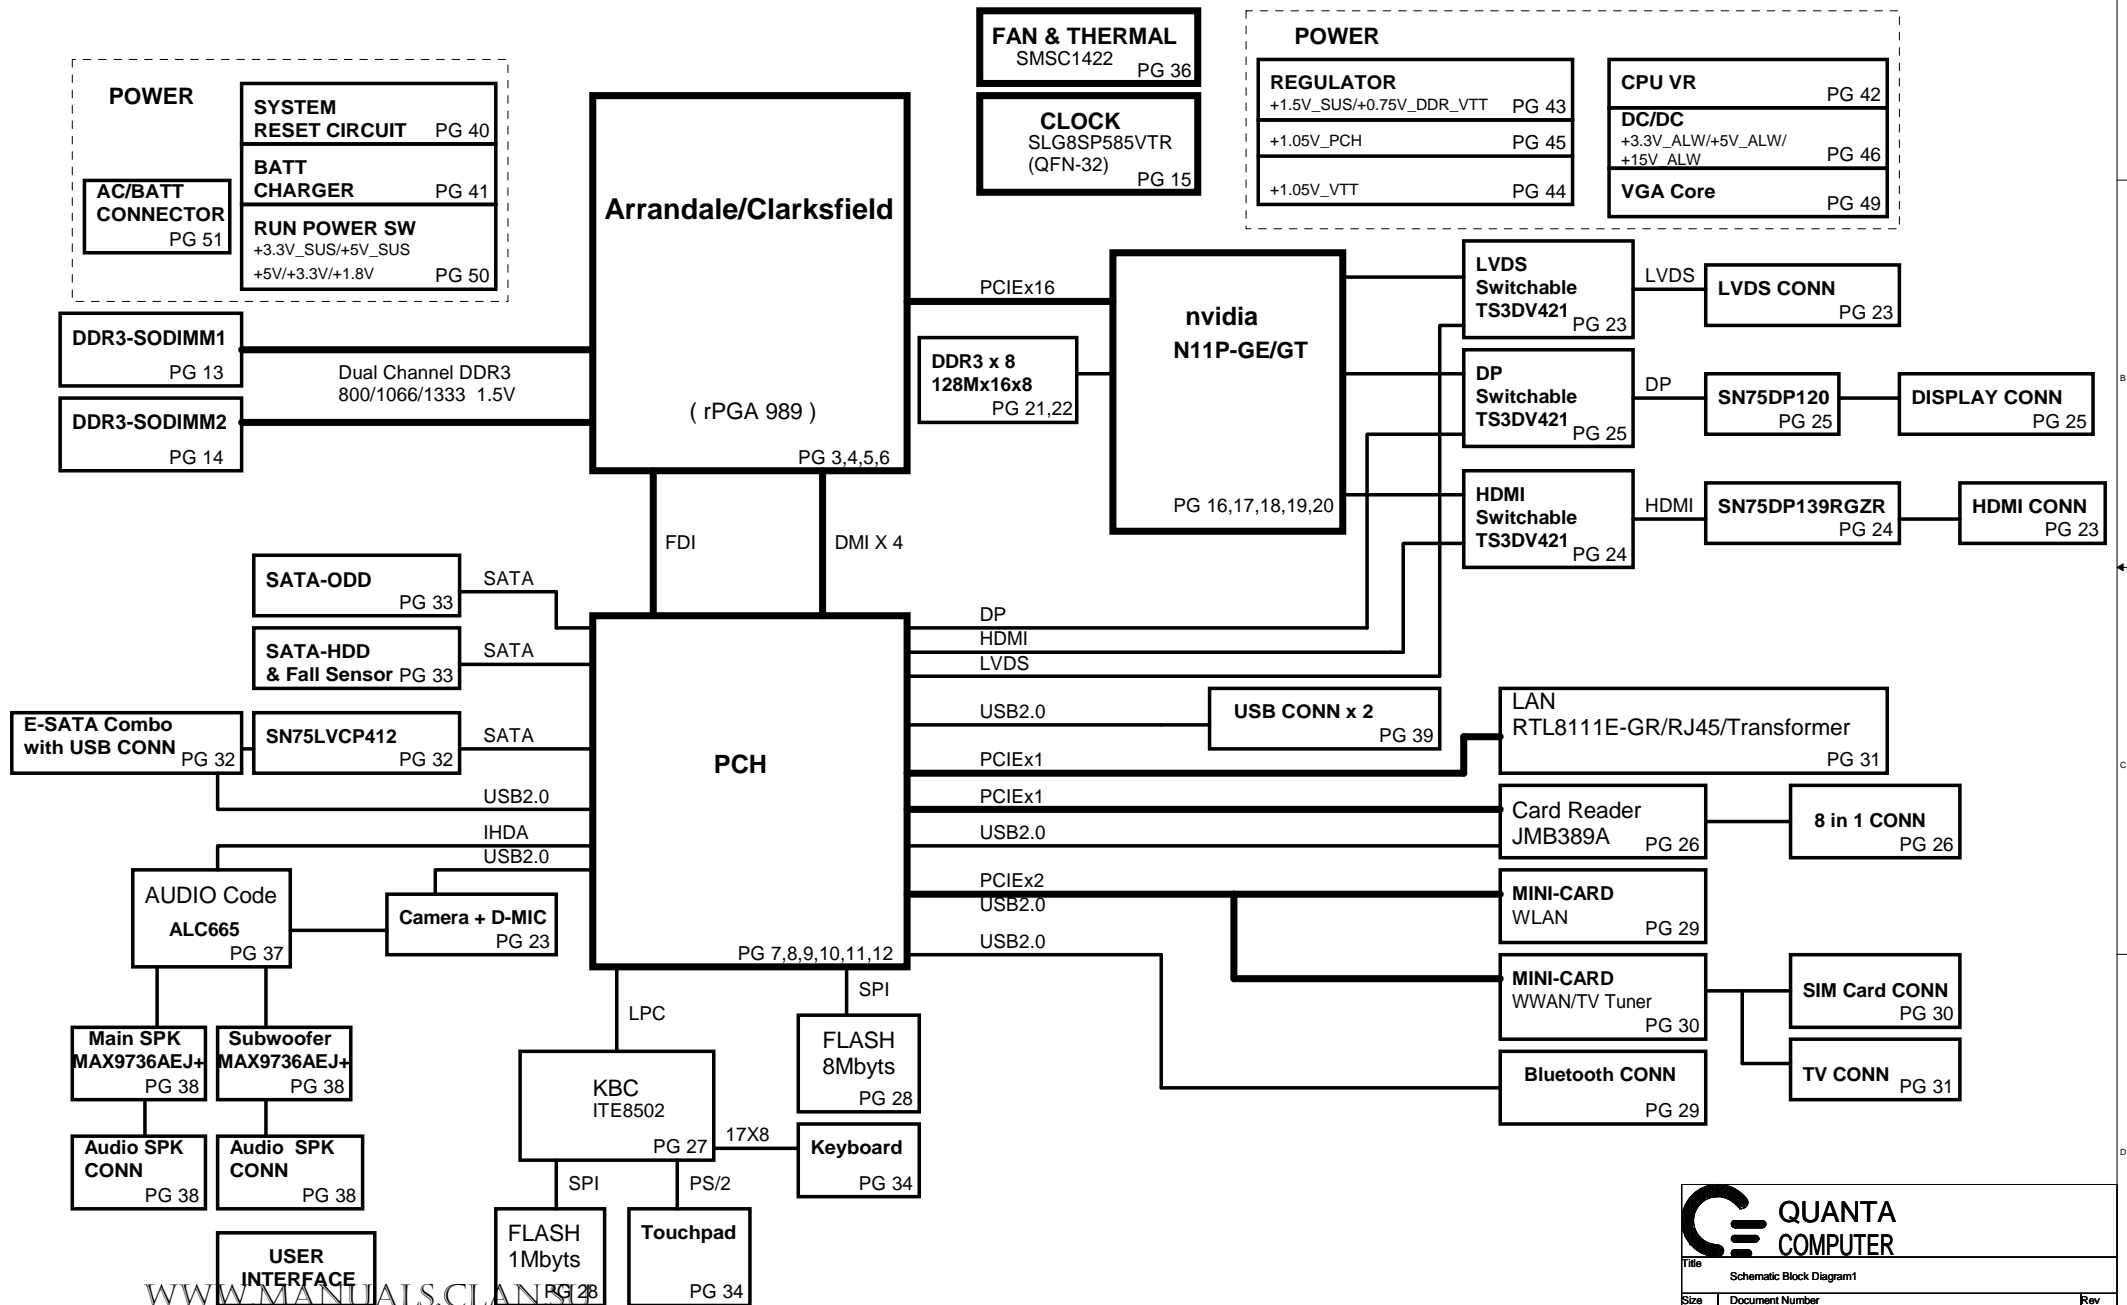 POWER
SYSTEM
RESET CIRCUIT PG 40
BATT
CHARGER PG 41
RUN POWER SW
+3.3V_SUS/+5V_SUS
+5V/+3.3V/+1.8V PG 50
AC/BATT
CONNECTOR
PG 51
FAN & THERMAL
SMSC1422
PG 36
CLOCK
SLG8SP585VTR
(QFN-32)
PG 15
POWER
REGULATOR
+1.5V_SUS/+0.75V_DDR_VTT PG 43
+1.05V_PCH PG 45
+1.05V_VTT PG 44
CPU VR
PG 42
DC/DC
+3.3V_ALW/+5V_ALW/
+15V_ALW PG 46
VGA Core
PG 49
Arrandale/Clarksfield
( rPGA 989 )
PG 3,4,5,6
DDR3-SODIMM1
PG 13
Dual Channel DDR3
800/1066/1333 1.5V
DDR3-SODIMM2
PG 14
PCIEx16
DDR3 x 8
128Mx16x8
PG 21,22
nvidia
N11P-GE/GT
PG 16,17,18,19,20
LVDS
Switchable
TS3DV421
PG 23
LVDS
LVDS CONN
PG 23
DP
Switchable
TS3DV421
PG 25
DP
SN75DP120
PG 25
DISPLAY CONN
PG 25
HDMI
Switchable
TS3DV421
PG 24
HDMI
SN75DP139RGZR
PG 24
HDMI CONN
PG 23
FDI
DMI X 4
SATA-ODD
PG 33
SATA
SATA-HDD
& Fall Sensor PG 33
SATA
E-SATA Combo
with USB CONN
PG 32
SN75LVCP412
PG 32
SATA
USB2.0
IHDA
USB2.0
PCH
PG 7,8,9,10,11,12
DP
HDMI
LVDS
USB2.0
USB CONN x 2
PG 39
PCIEx1
LAN
RTL8111E-GR/RJ45/Transformer
PG 31
PCIEx1
USB2.0
Card Reader
JMB389A
PG 26
8 in 1 CONN
PG 26
PCIEx2
USB2.0
MINI-CARD
WLAN
PG 29
USB2.0
MINI-CARD
WWAN/TV Tuner
PG 30
SIM Card CONN
PG 30
TV CONN
PG 31
Bluetooth CONN
PG 29
AUDIO Code
ALC665
PG 37
Camera + D-MIC
PG 23
Main SPK
MAX9736AEJ+
PG 38
Subwoofer
MAX9736AEJ+
PG 38
Audio SPK
CONN
PG 38
Audio SPK
CONN
PG 38
LPC
SPI
FLASH
8Mbyts
PG 28
KBC
ITE8502
PG 27
17X8
Keyboard
PG 34
SPI
PS/2
FLASH
1Mbyts
PG 28
Touchpad
PG 34
USER
INTERFACE
WWW.MANUALS.CLAN.SU
B
C
D
QUANTA
COMPUTER
Title
Schematic Block Diagram1
Size Document Number Rev